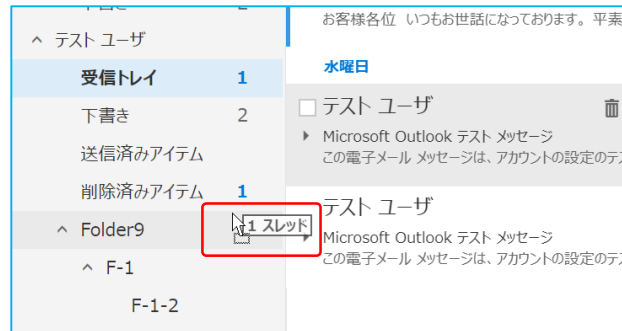 お客様各位 いつもお世話になっております。平素
テスト ユーザ
受信トレイ 1
下書き 2
送信済みアイテム
削除済みアイテム 1
Folder9
F-1
F-1-2
1 スレッド
水曜日
テスト ユーザ
Microsoft Outlook テスト メッセージ
この電子メール メッセージは、アカウントの設定のテ
テスト ユーザ
Microsoft Outlook テスト メッセージ
この電子メール メッセージは、アカウントの設定のテ